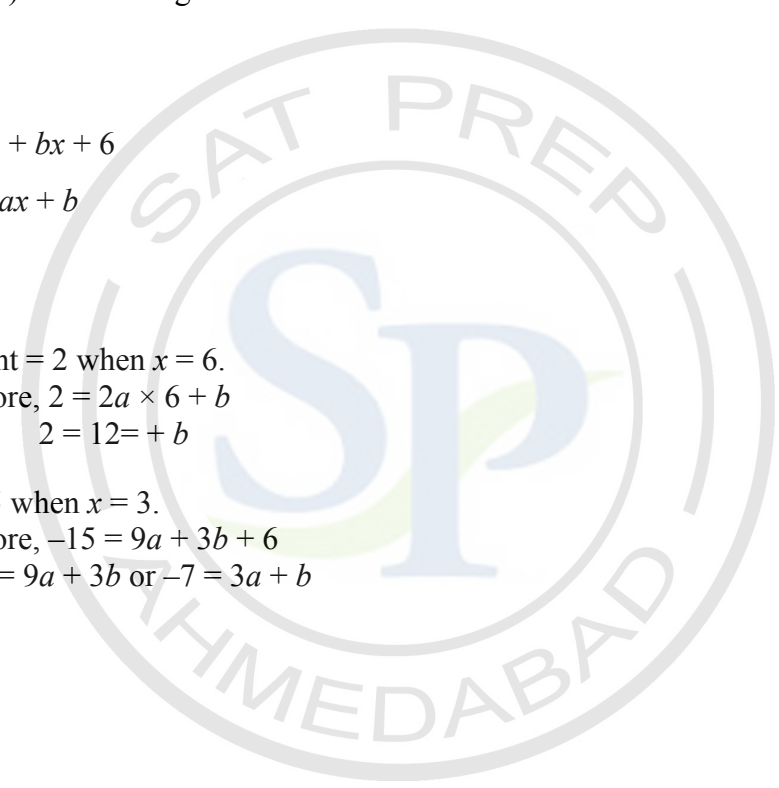 + bx + 6
ax + b
= 2 when x = 6.
ore, 2 = 2a × 6 + b
2 = 12= + b
when x = 3.
ore, –15 = 9a + 3b + 6
= 9a + 3b or –7 = 3a + b
SAT PREP
SP
AHMEDABAD